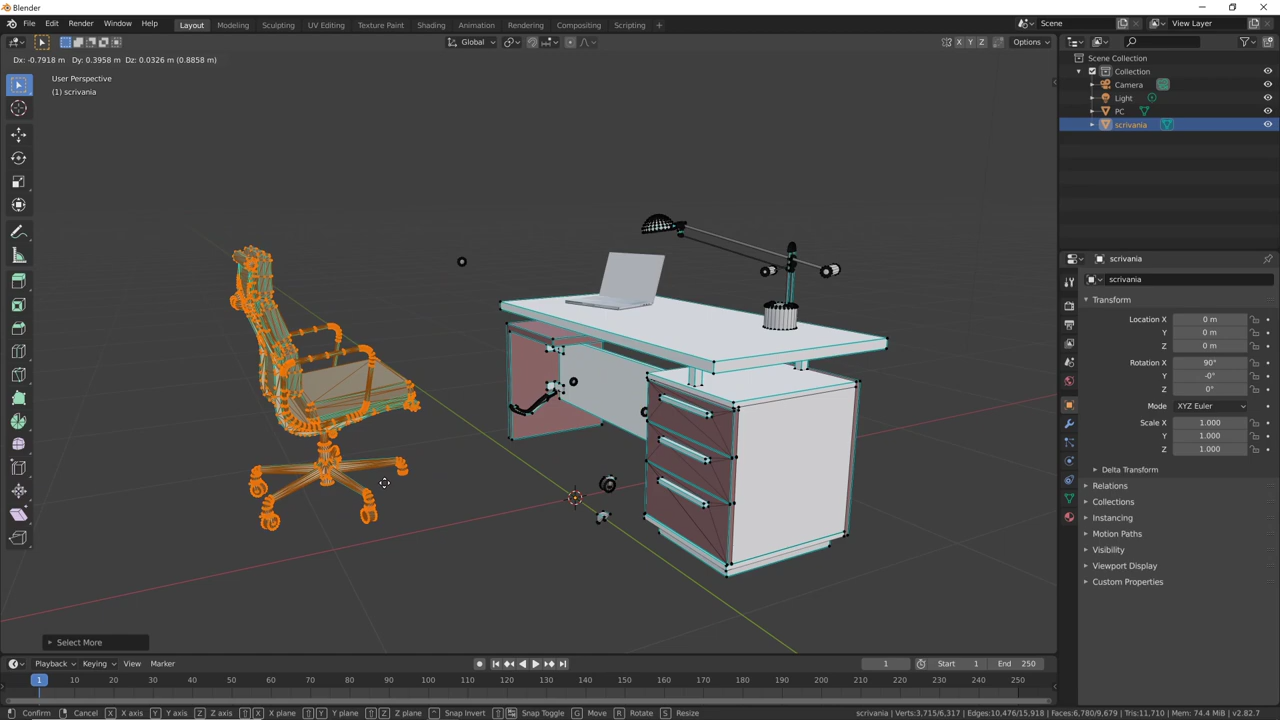 Blender
File Edit Render Window Help Layout Modeling Sculpting UV Editing Texture Paint Shading Animation Rendering Compositing Scripting + Scene View Layer
Global X Y Z Options
Dx: -0.7918 m Dy: 0.3958 m Dz: 0.0326 m (0.8858 m)
User Perspective
(1) scrivania
Scene Collection
Collection
Camera
Light
PC
scrivania
scrivania
scrivania
Transform
Location X 0 m
Y 0 m
Z 0 m
Rotation X 90°
Y -0°
Z 0°
Mode XYZ Euler
Scale X 1.000
Y 1.000
Z 1.000
Delta Transform
Relations
Collections
Instancing
Motion Paths
Visibility
Viewport Display
Custom Properties
Select More
Playback Keying View Marker 1 Start 1 End 250
1 10 20 30 40 50 60 70 80 90 100 110 120 130 140 150 160 170 180 190 200 210 220 230 240 250
Confirm Cancel X X axis Y Y axis Z Z axis X X plane Y Y plane Z Z plane Snap Invert Snap Toggle G Move R Rotate S Resize scrivania | Verts:3,715/6,317 | Edges:10,476/15,918 | Faces:6,780/9,679 | Tris:11,710 | Mem: 74.4 MiB | v2.82.7